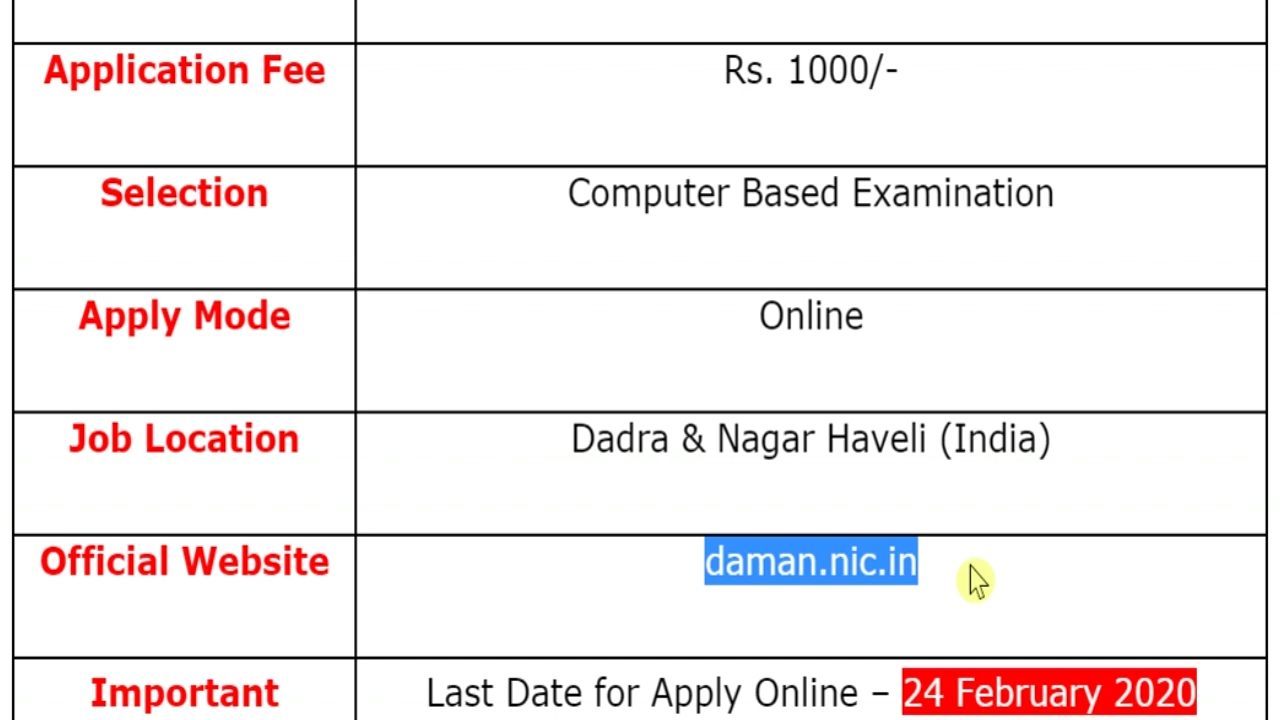 Application Fee
Rs. 1000/-
Selection
Computer Based Examination
Apply Mode
Online
Job Location
Dadra & Nagar Haveli (India)
Official Website
daman.nic.in
Important
Last Date for Apply Online – 24 February 2020